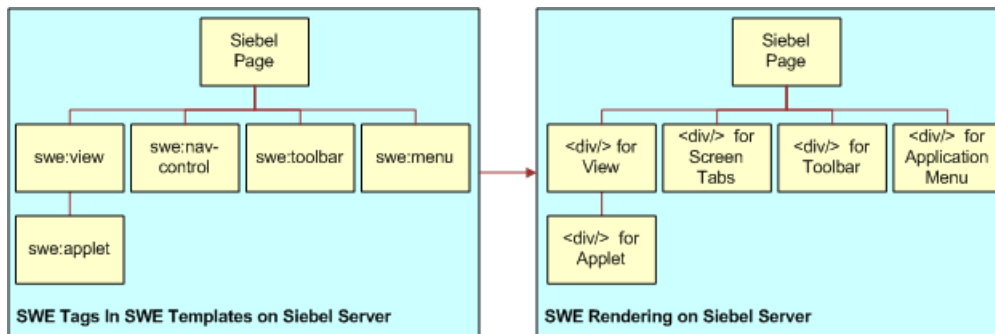 Siebel
Page
swe:view
swe:nav-
control
swe:toolbar
swe:menu
swe:applet
SWE Tags In SWE Templates on Siebel Server
Siebel
Page
<div/> for
View
<div/> for
Screen
Tabs
<div/> for
Toolbar
<div/> for
Application
Menu
<div/> for
Applet
SWE Rendering on Siebel Server